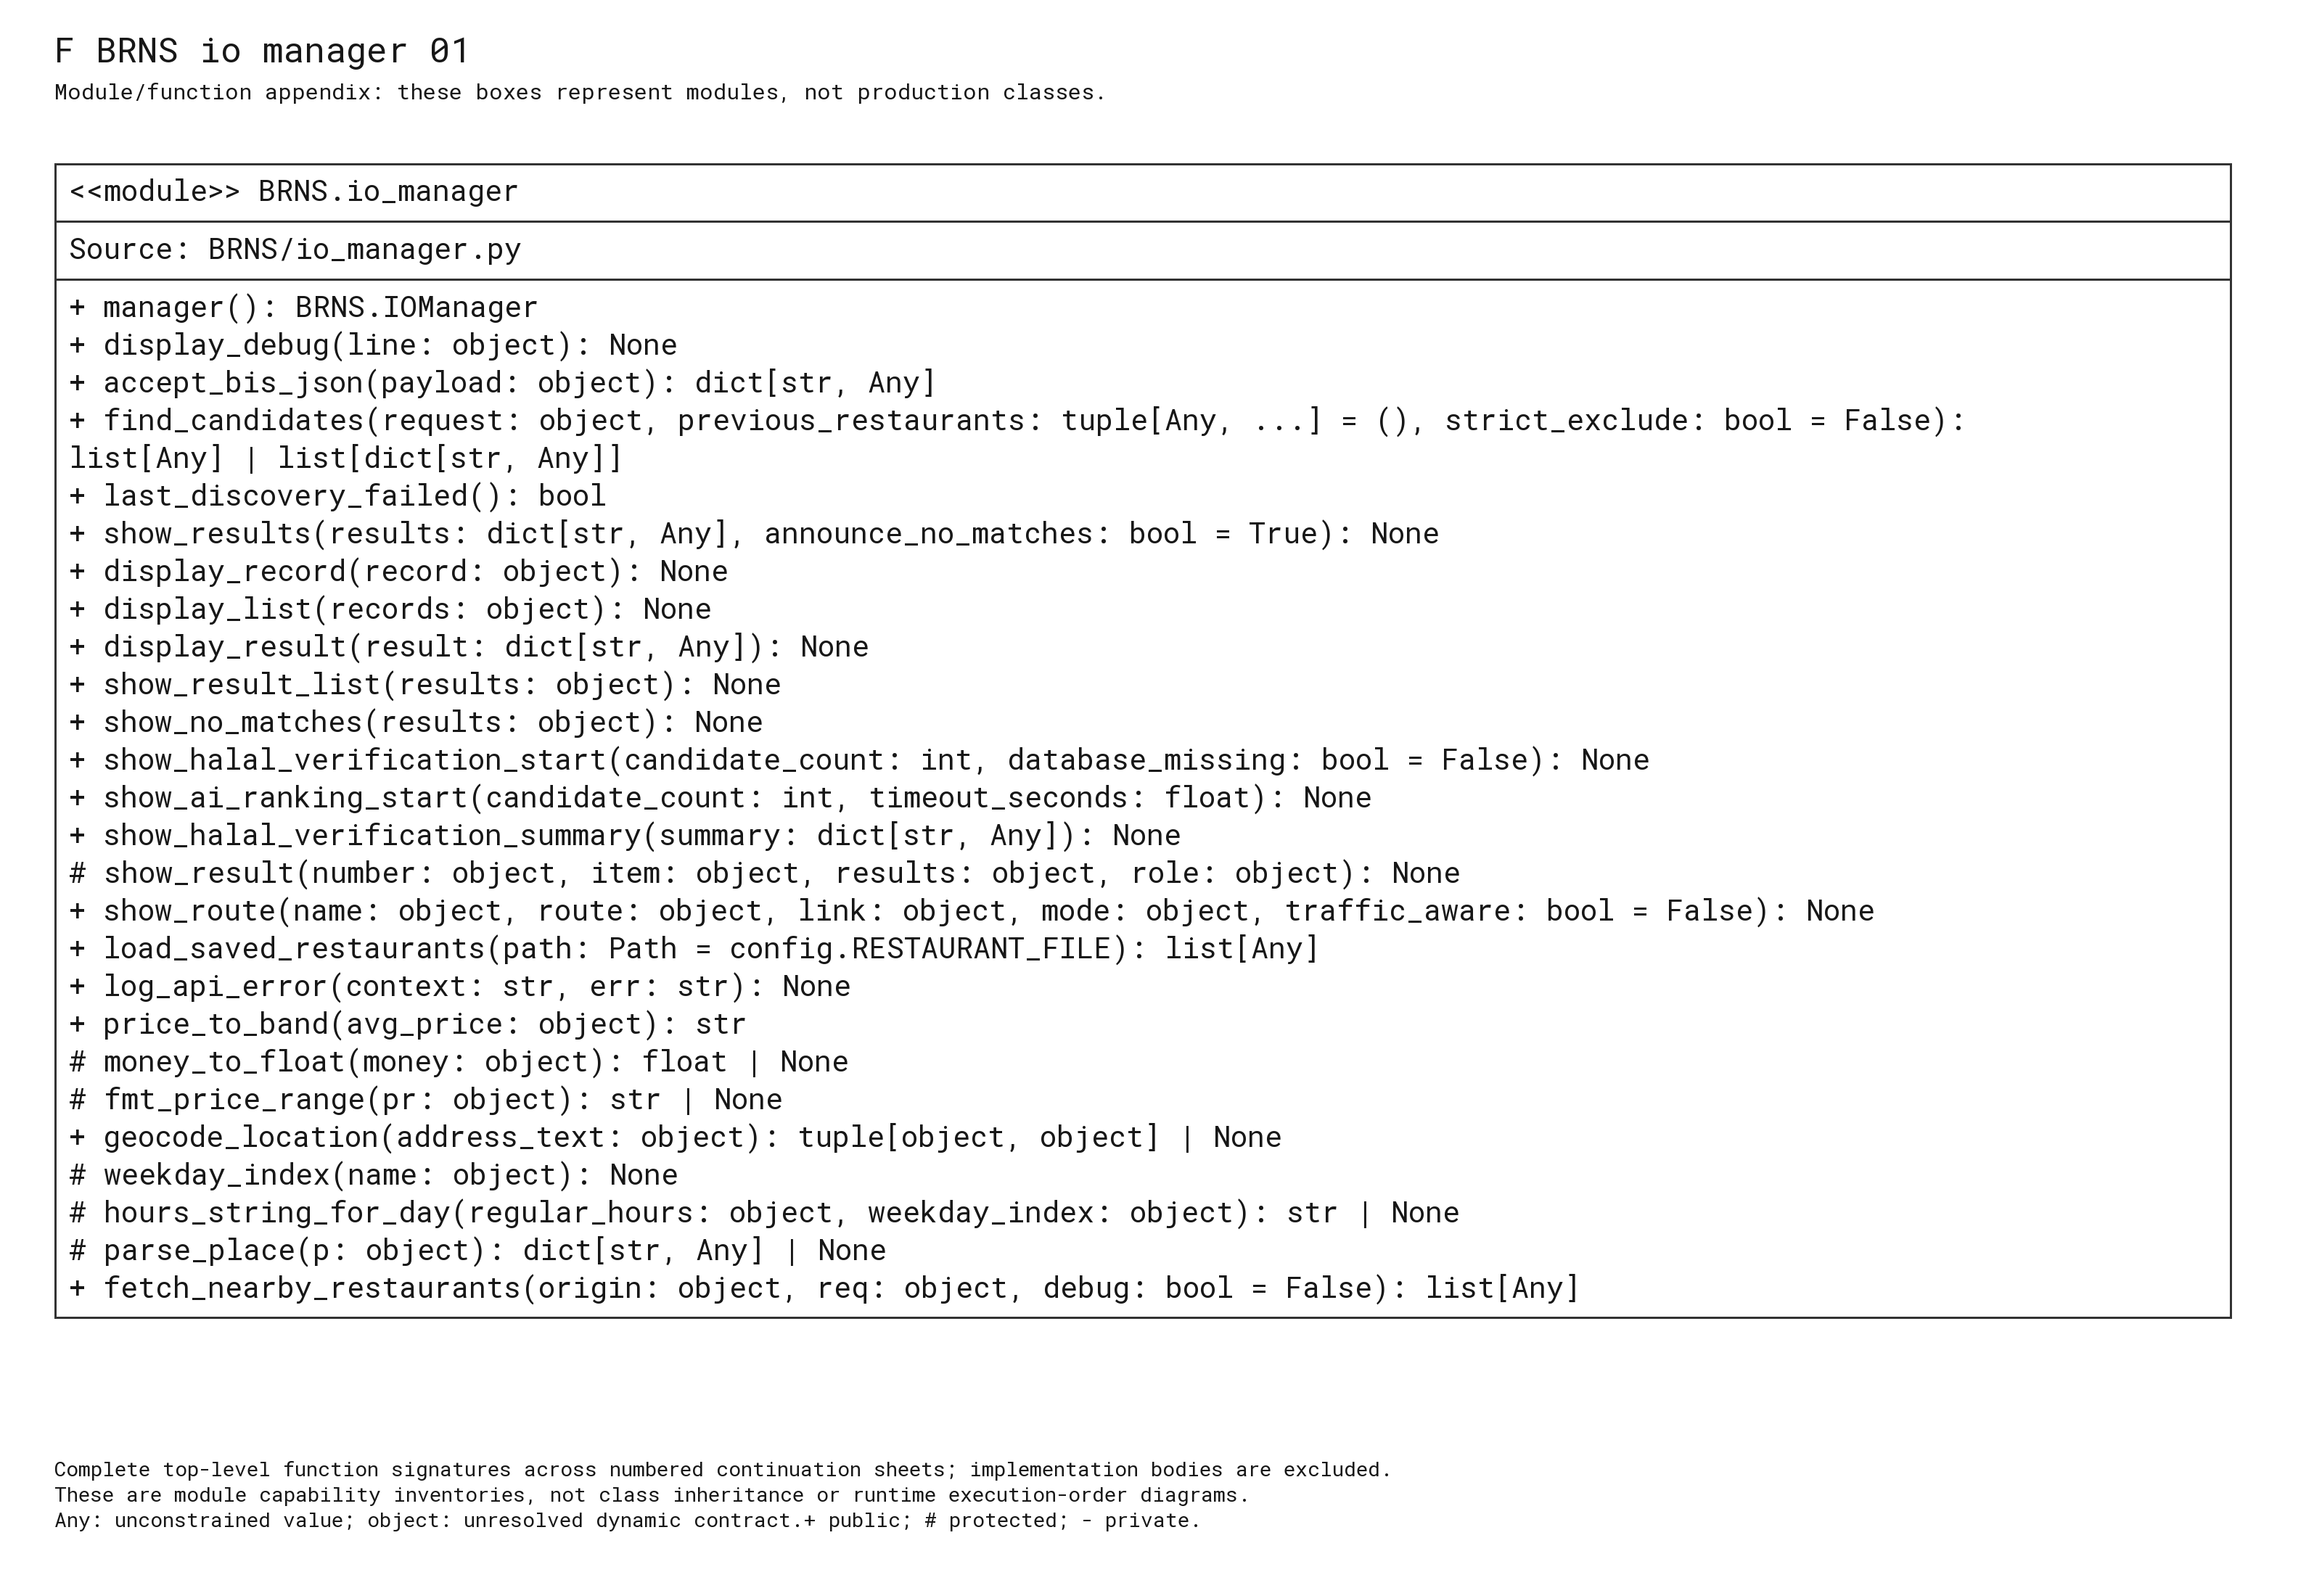 F BRNS io manager 01
Module/function appendix: these boxes represent modules, not production classes.
<<module>> BRNS.io_manager
Source: BRNS/io_manager.py
+ manager(): BRNS.IOManager
+ display_debug(line: object): None
+ accept_bis_json(payload: object): dict[str, Any]
+ find_candidates(request: object, previous_restaurants: tuple[Any, ...] = (), strict_exclude: bool = False):
list[Any] | list[dict[str, Any]]
+ last_discovery_failed(): bool
+ show_results(results: dict[str, Any], announce_no_matches: bool = True): None
+ display_record(record: object): None
+ display_list(records: object): None
+ display_result(result: dict[str, Any]): None
+ show_result_list(results: object): None
+ show_no_matches(results: object): None
+ show_halal_verification_start(candidate_count: int, database_missing: bool = False): None
+ show_ai_ranking_start(candidate_count: int, timeout_seconds: float): None
+ show_halal_verification_summary(summary: dict[str, Any]): None
# show_result(number: object, item: object, results: object, role: object): None
+ show_route(name: object, route: object, link: object, mode: object, traffic_aware: bool = False): None
+ load_saved_restaurants(path: Path = config.RESTAURANT_FILE): list[Any]
+ log_api_error(context: str, err: str): None
+ price_to_band(avg_price: object): str
# money_to_float(money: object): float | None
# fmt_price_range(pr: object): str | None
+ geocode_location(address_text: object): tuple[object, object] | None
# weekday_index(name: object): None
# hours_string_for_day(regular_hours: object, weekday_index: object): str | None
# parse_place(p: object): dict[str, Any] | None
+ fetch_nearby_restaurants(origin: object, req: object, debug: bool = False): list[Any]
Complete top-level function signatures across numbered continuation sheets; implementation bodies are excluded.
These are module capability inventories, not class inheritance or runtime execution-order diagrams.
Any: unconstrained value; object: unresolved dynamic contract.+ public; # protected; - private.